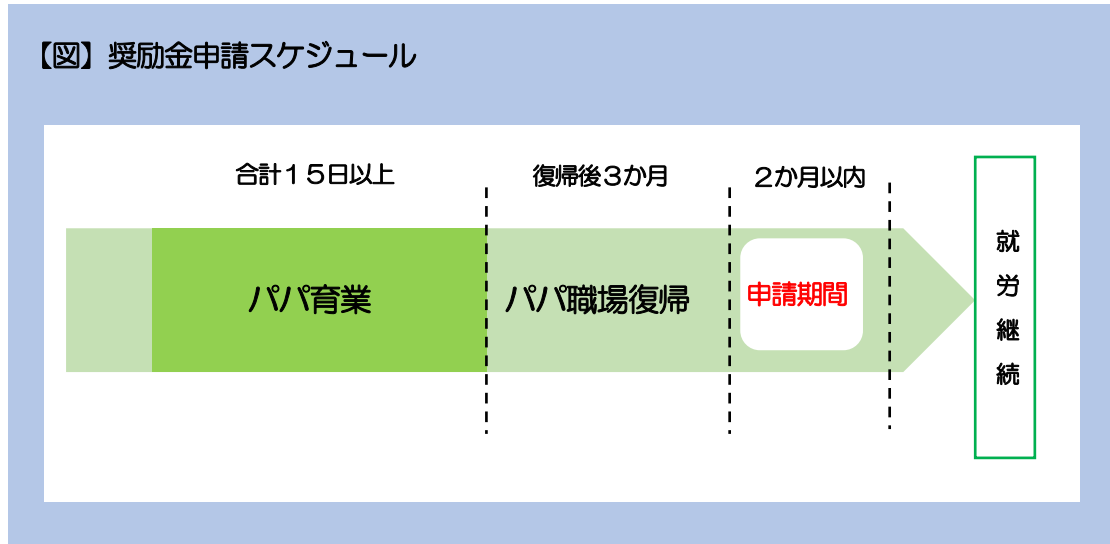 【図】奨励金申請スケジュール
合計１５日以上
復帰後３か月
２か月以内
パパ育業
パパ職場復帰
申請期間
就労継続